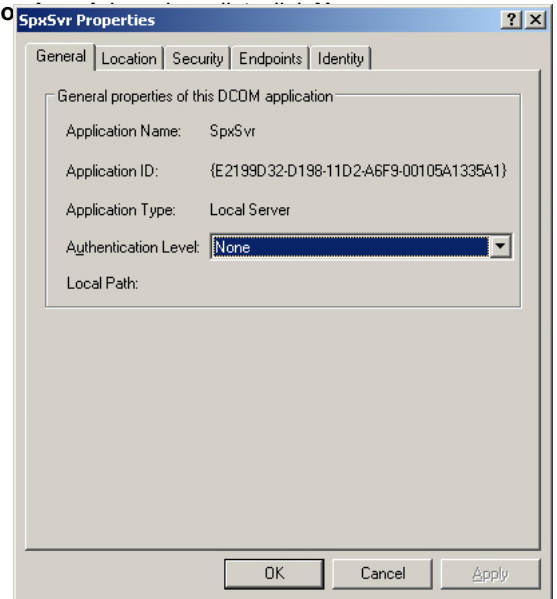 SpxSvr Properties
General Location Security Endpoints Identity
General properties of this DCOM application
Application Name: SpxSvr
Application ID: {E2199D32-D198-11D2-A6F9-00105A1335A1}
Application Type: Local Server
Authentication Level: None
Local Path:
OK Cancel Apply